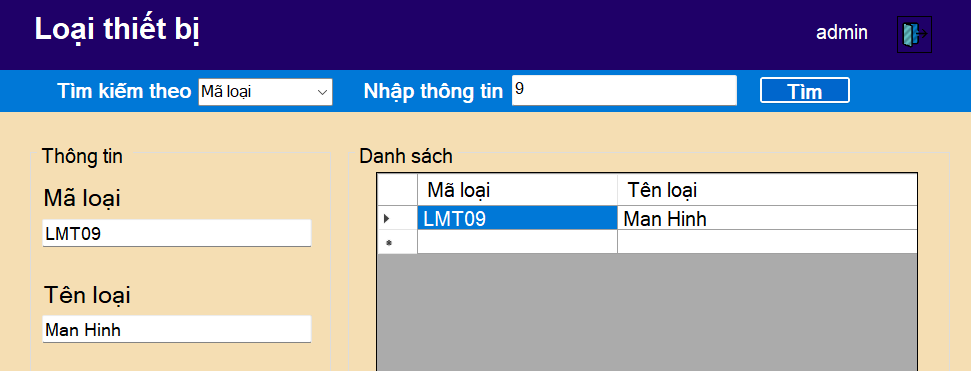 Loại thiết bị admin
Tìm kiếm theo Mã loại Nhập thông tin 9 Tìm
Thông tin
Mã loại
LMT09
Tên loại
Man Hinh
Danh sách
Mã loại Tên loại
LMT09 Man Hinh